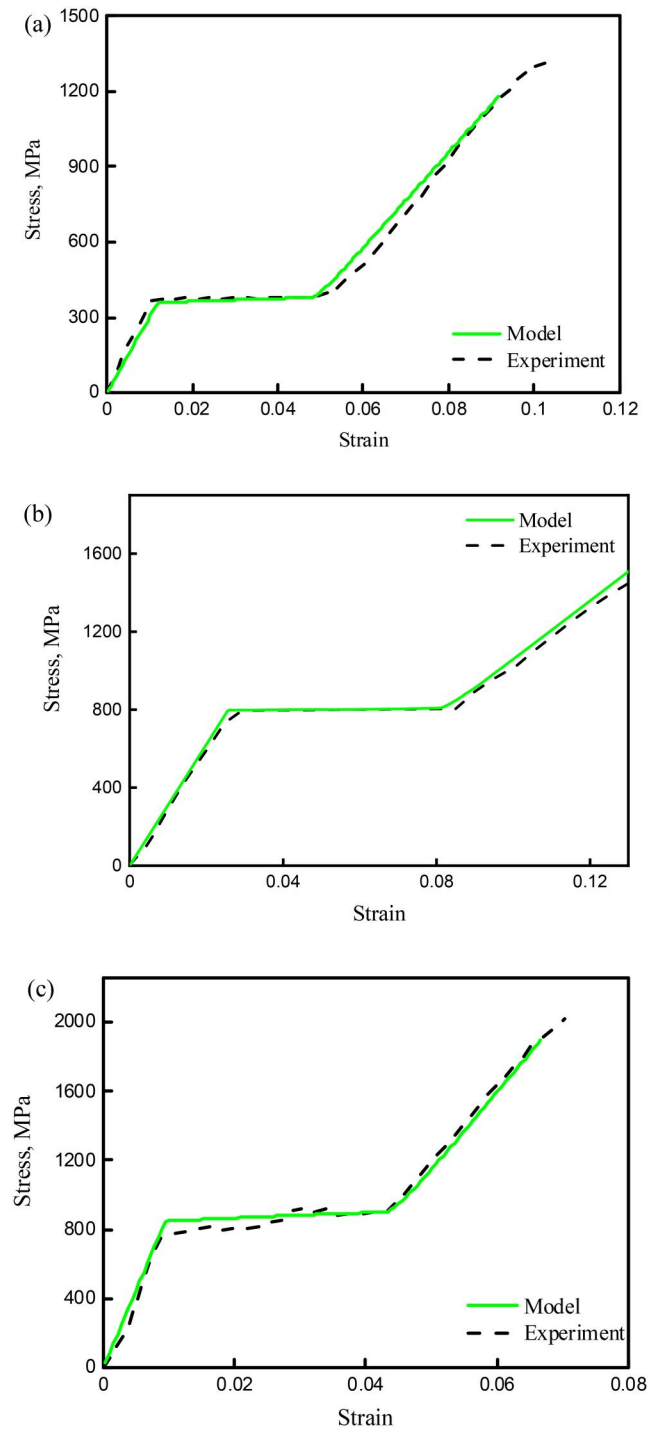 (a)
1500
1200
900
600
300
0
Stress, MPa
Model
Experiment
0 0.02 0.04 0.06 0.08 0.1 0.12
Strain
(b)
1600
1200
800
400
0
Stress, MPa
Model
Experiment
0 0.04 0.08 0.12
Strain
(c)
2000
1600
1200
800
400
0
Stress, MPa
Model
Experiment
0 0.02 0.04 0.06 0.08
Strain